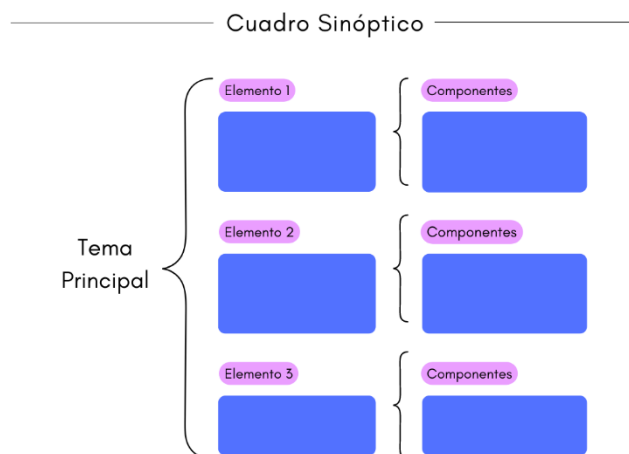 Cuadro Sinóptico
Elemento 1
Componentes
Tema
Principal
Elemento 2
Componentes
Elemento 3
Componentes